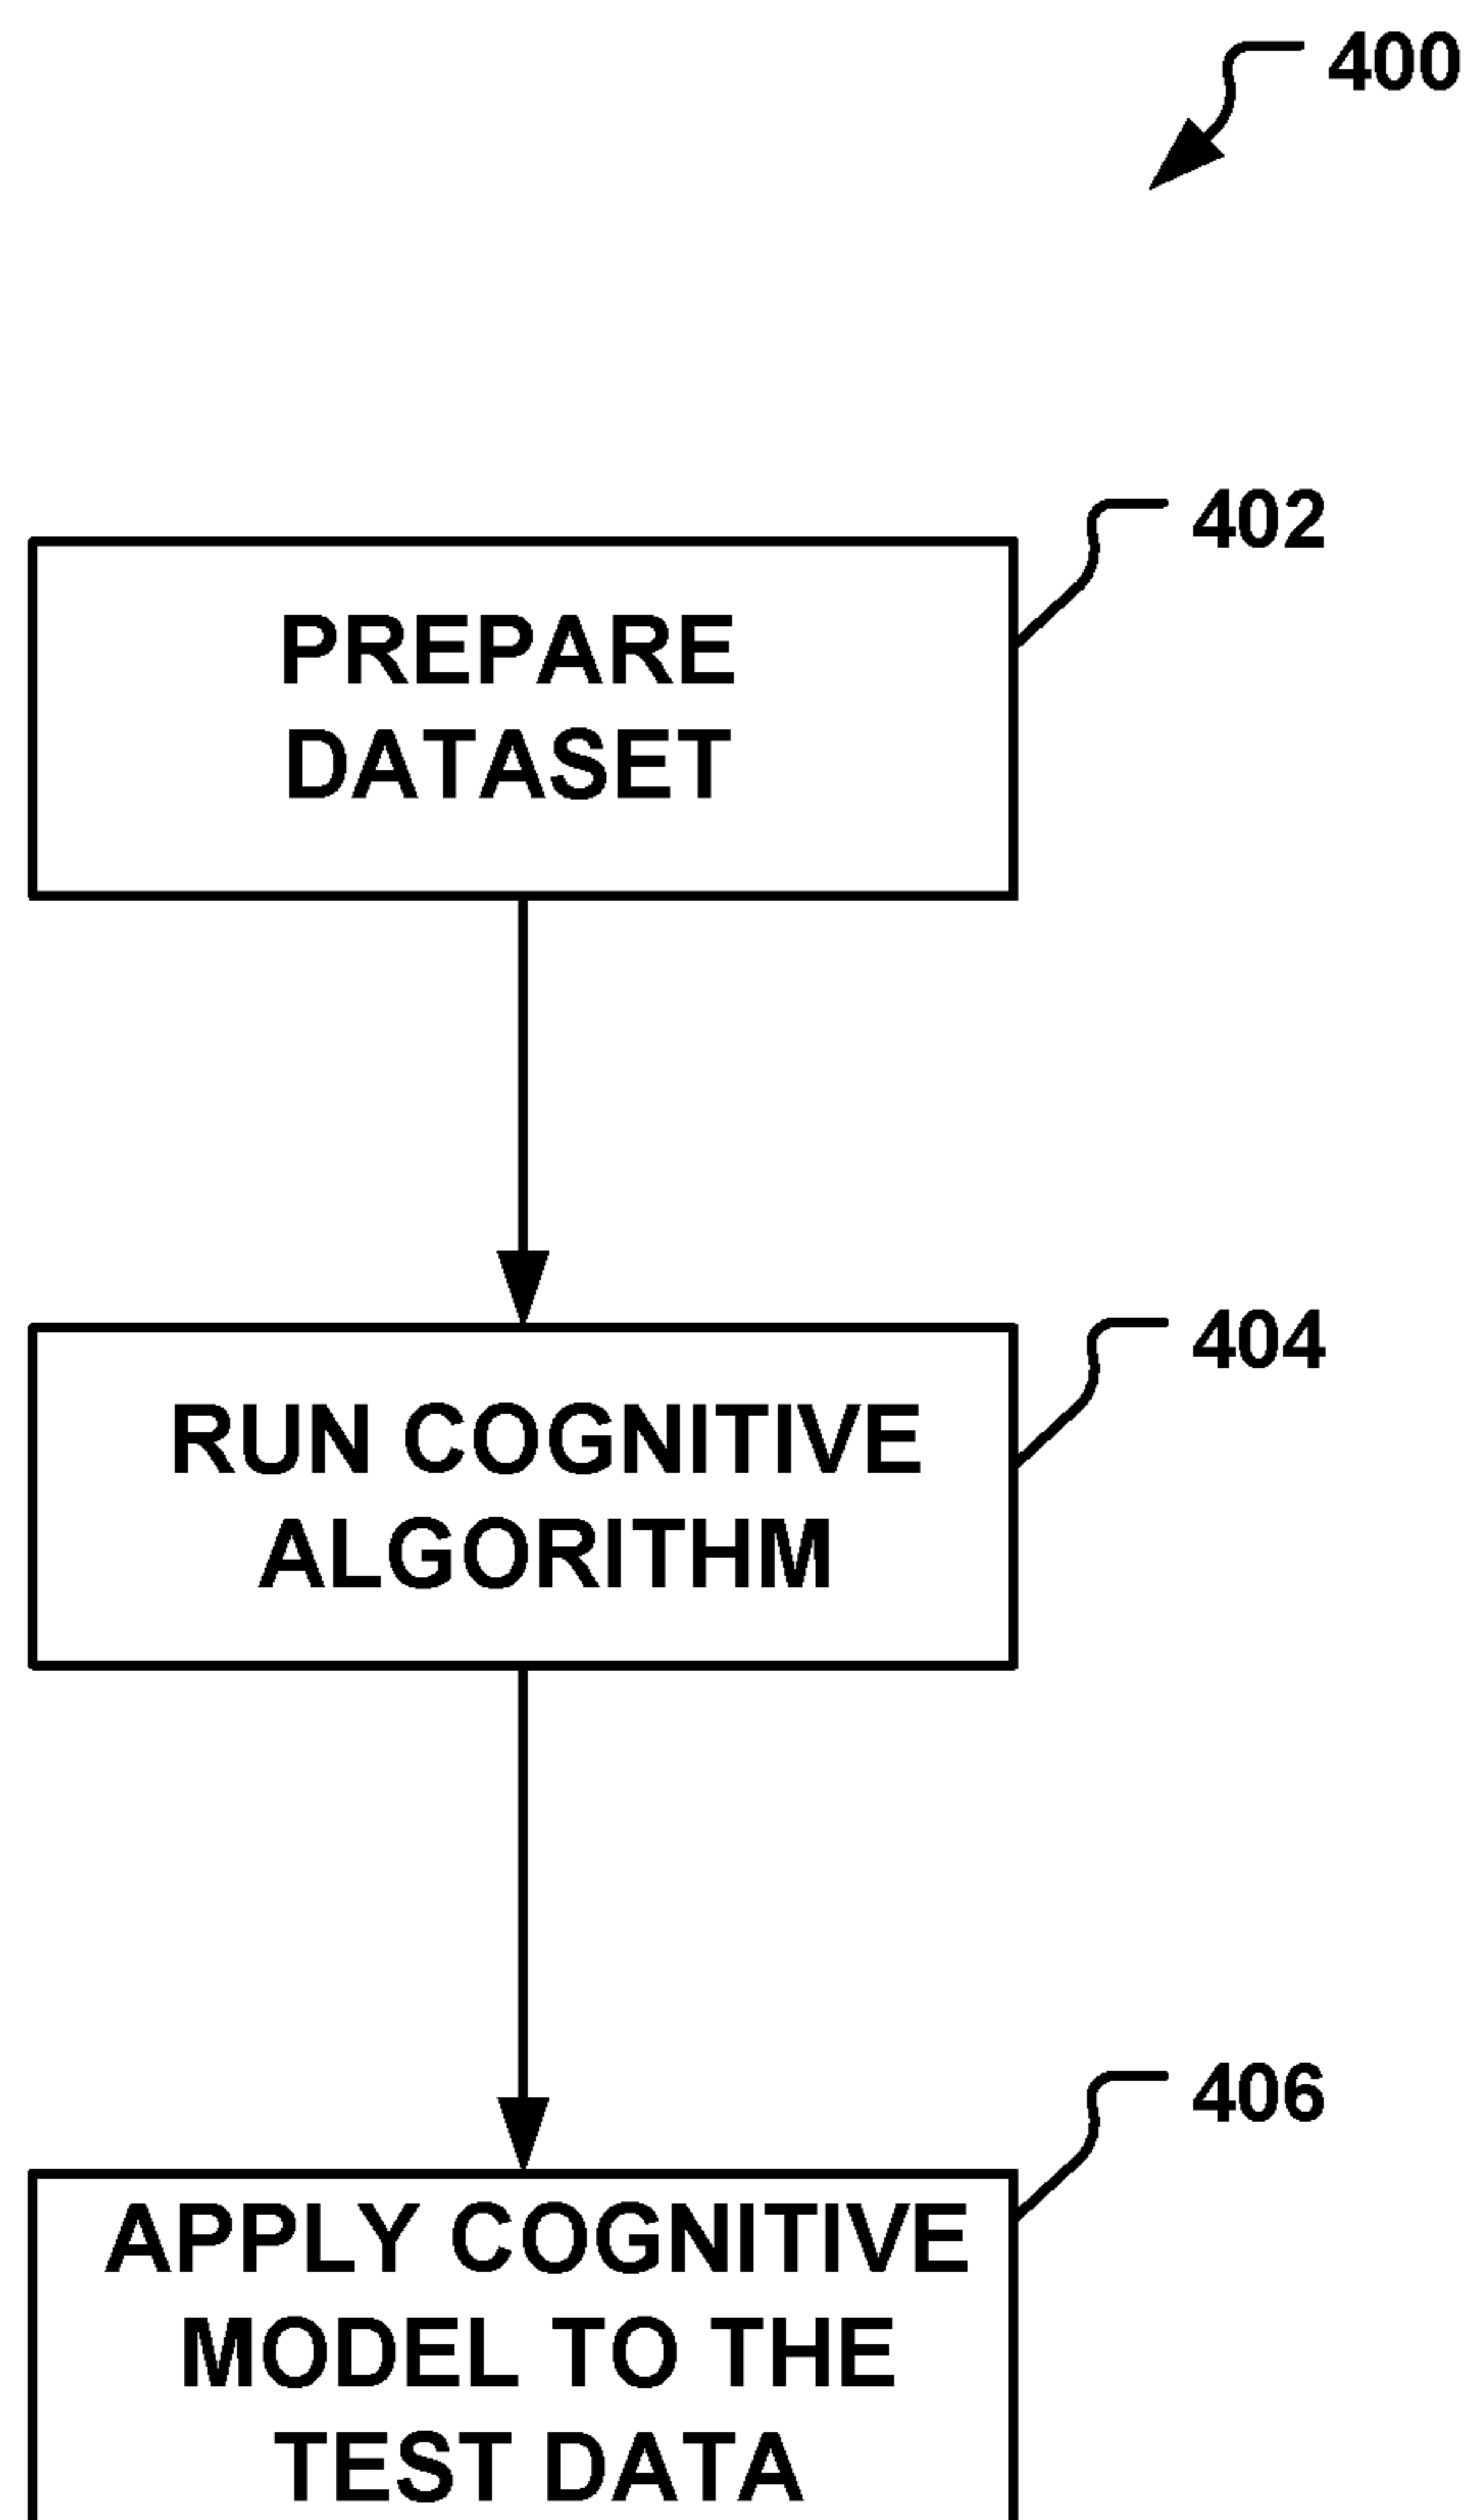 400
402
PREPARE
DATASET
404
RUN COGNITIVE
ALGORITHM
406
APPLY COGNITIVE
MODEL TO THE
TEST DATA